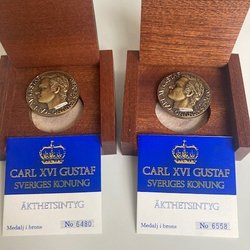 CARL XVI GUSTAF
SVERIGES KONUNG
ÄKTHETSINTYG
Medalj i brons No 6480
CARL XVI GUSTAF
SVERIGES KONUNG
ÄKTHETSINTYG
Medalj i brons No 6558